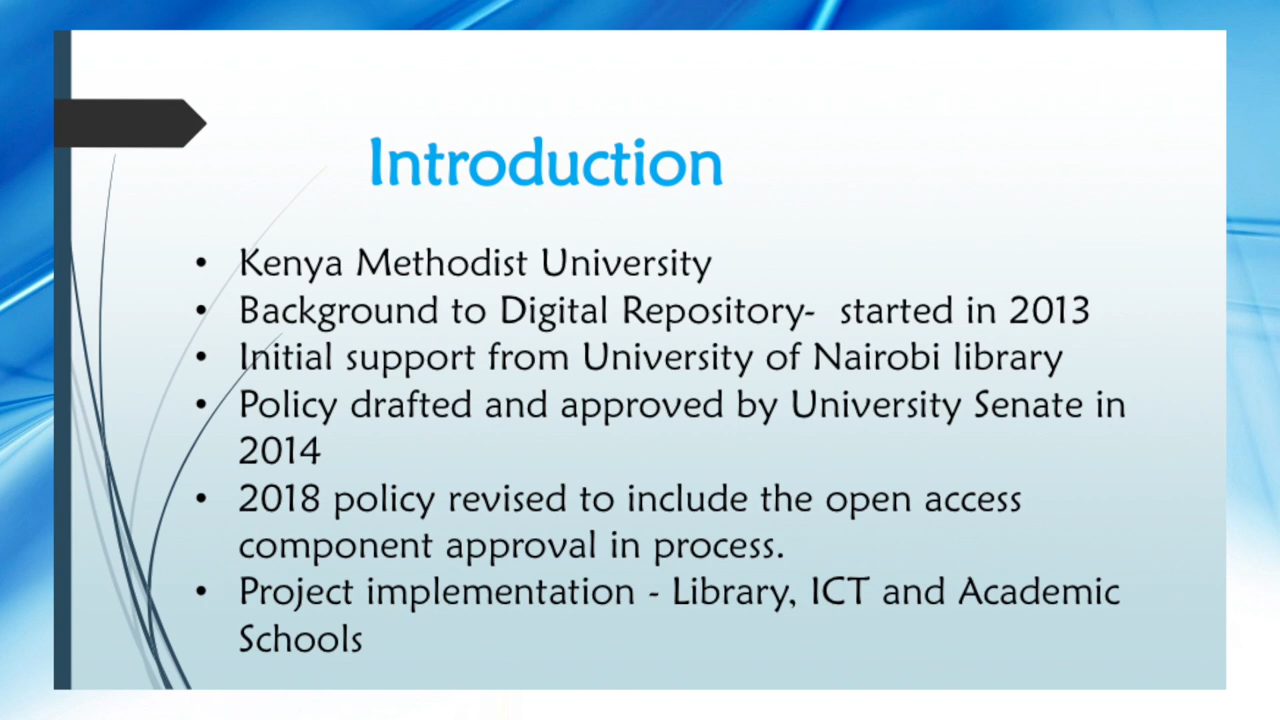 Introduction
• Kenya Methodist University
• Background to Digital Repository-  started in 2013
• Initial support from University of Nairobi library
• Policy drafted and approved by University Senate in
2014
• 2018 policy revised to include the open access
component approval in process.
• Project implementation - Library, ICT and Academic
Schools